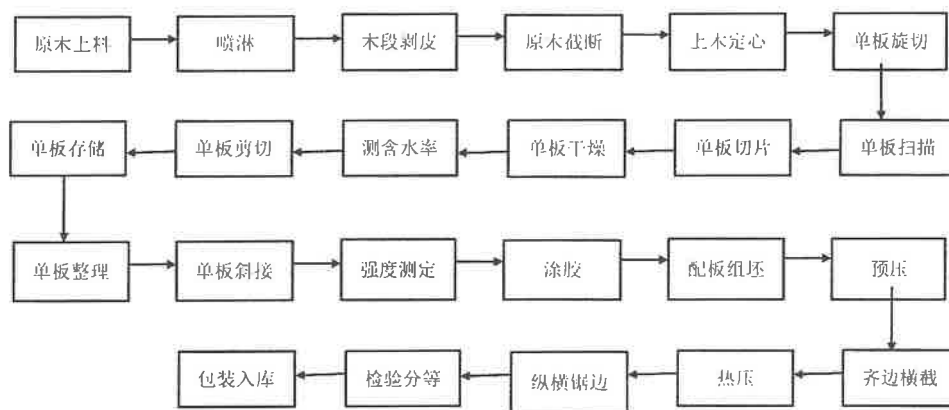 原木上料 喷淋 木段剥皮 原木截断 上木定心 单板旋切
单板存储 单板剪切 测含水率 单板干燥 单板切片 单板扫描
单板整理 单板斜接 强度测定 涂胶 配板组坯 预压
包装入库 检验分等 纵横锯边 热压 齐边横截